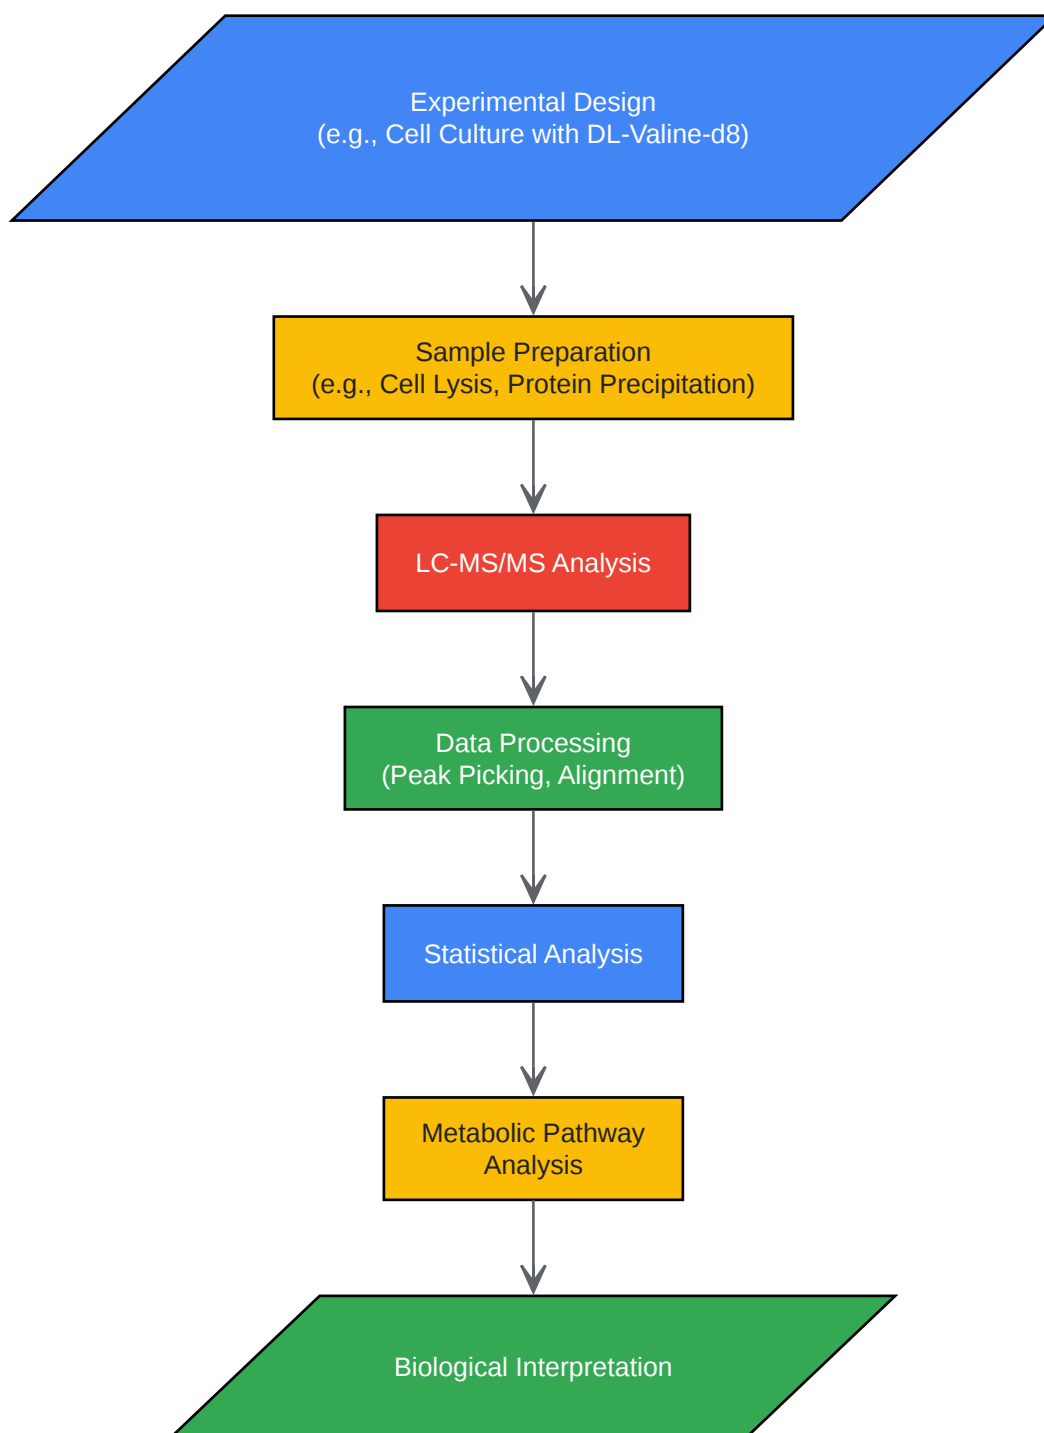 Experimental Design
(e.g., Cell Culture with DL-Valine-d8)
Sample Preparation
(e.g., Cell Lysis, Protein Precipitation)
LC-MS/MS Analysis
Data Processing
(Peak Picking, Alignment)
Statistical Analysis
Metabolic Pathway
Analysis
Biological Interpretation